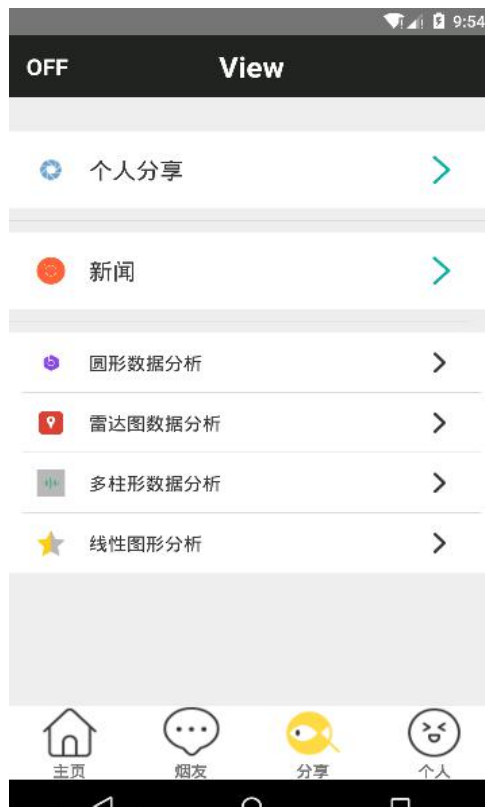 9:54
OFF View
个人分享
新闻
圆形数据分析
雷达图数据分析
多柱形数据分析
线性图形分析
主页 烟友 分享 个人